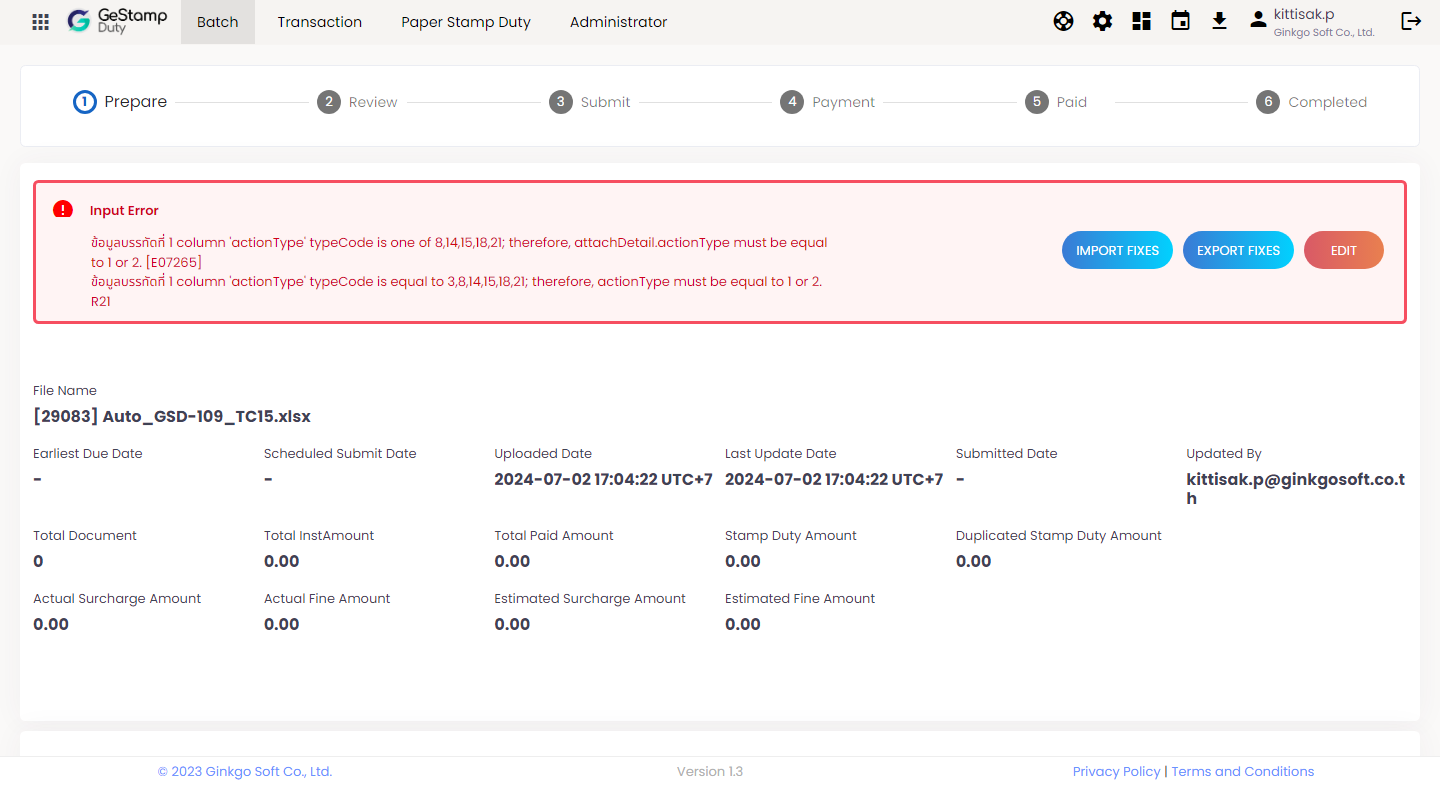 GeStamp
Duty
Batch
Transaction
Paper Stamp Duty
Administrator
kittisak.p
Ginkgo Soft Co., Ltd.
1 Prepare
2 Review
3 Submit
4 Payment
5 Paid
6 Completed
Input Error
ข้อมูลบรรทัดที่ 1 column 'actionType' typeCode is one of 8,14,15,18,21; therefore, attachDetail.actionType must be equal
to 1 or 2. [E07265]
ข้อมูลบรรทัดที่ 1 column 'actionType' typeCode is equal to 3,8,14,15,18,21; therefore, actionType must be equal to 1 or 2.
R21
IMPORT FIXES
EXPORT FIXES
EDIT
File Name
[29083] Auto_GSD-109_TC15.xlsx
Earliest Due Date
-
Scheduled Submit Date
-
Uploaded Date
2024-07-02 17:04:22 UTC+7
Last Update Date
2024-07-02 17:04:22 UTC+7
Submitted Date
-
Updated By
kittisak.p@ginkgosoft.co.t
h
Total Document
0
Total InstAmount
0.00
Total Paid Amount
0.00
Stamp Duty Amount
0.00
Duplicated Stamp Duty Amount
0.00
Actual Surcharge Amount
0.00
Actual Fine Amount
0.00
Estimated Surcharge Amount
0.00
Estimated Fine Amount
0.00
© 2023 Ginkgo Soft Co., Ltd.
Version 1.3
Privacy Policy | Terms and Conditions